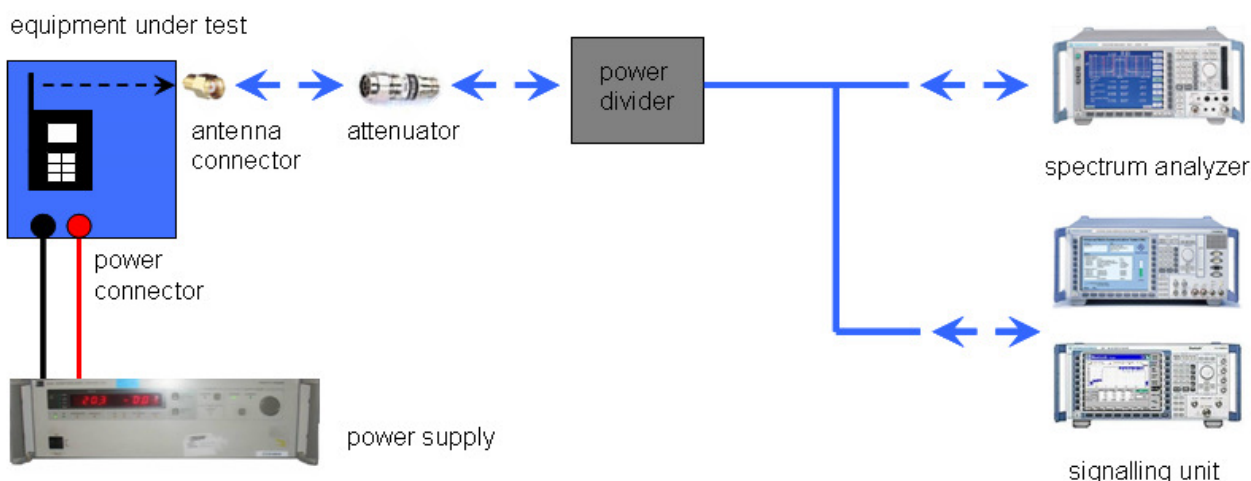 equipment under test
power
divider
antenna
connector
attenuator
spectrum analyzer
power
connector
power supply
signalling unit